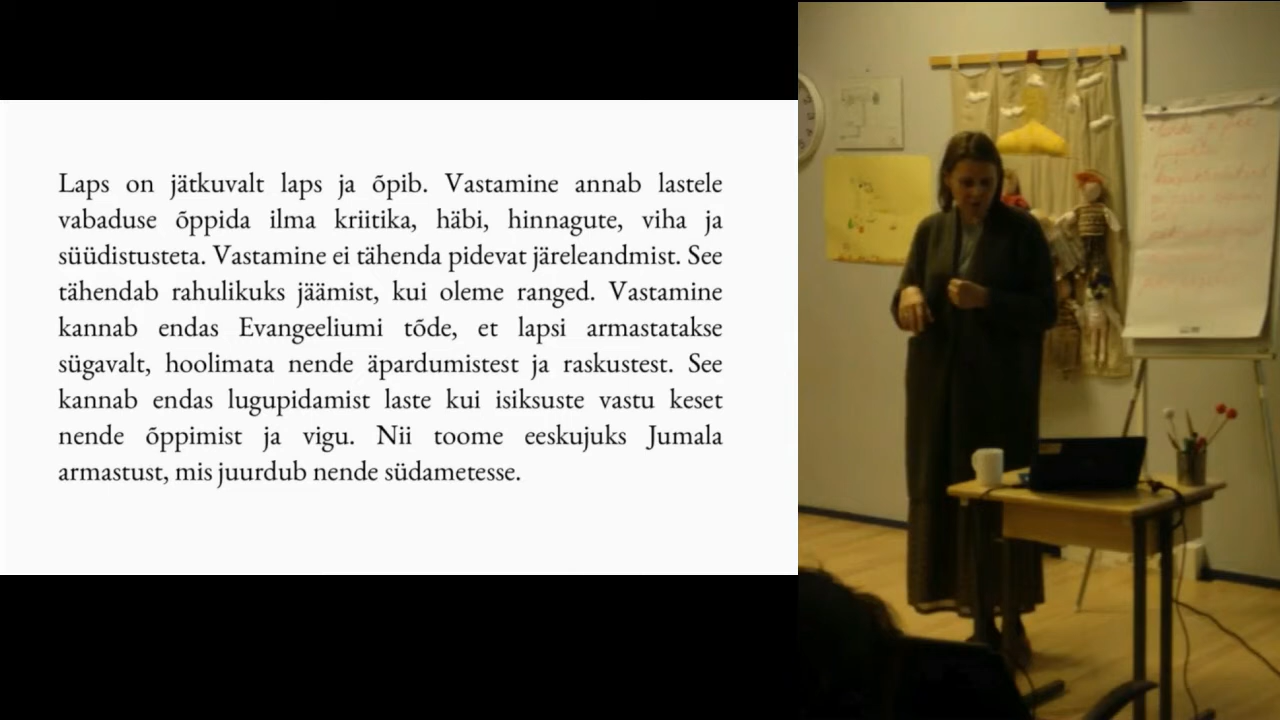 Laps on jätkuvalt laps ja õpib. Vastamine annab lastele
vabaduse õppida ilma kriitika, häbi, hinnagute, viha ja
süüdistusteta. Vastamine ei tähenda pidevat järeleandmist. See
tähendab rahulikuks jäämist, kui oleme ranged. Vastamine
kannab endas Evangeeliumi tõde, et lapsi armastatakse
sügavalt, hoolimata nende äpardumistest ja raskustest. See
kannab endas lugupidamist laste kui isiksuste vastu keset
nende õppimist ja vigu. Nii toome eeskujuks Jumala
armastust, mis juurdub nende südametesse.